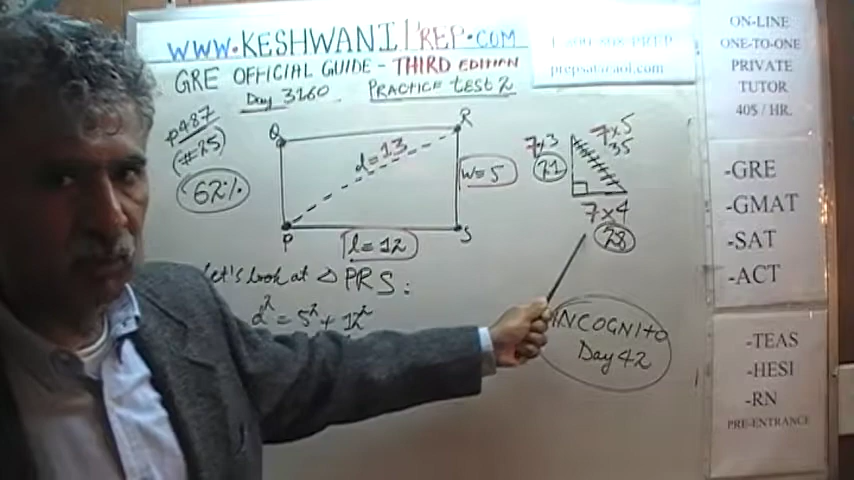 WWW.KESHWANIPREP.COM
GRE OFFICIAL GUIDE - THIRD EDITION
Day 3160 PRACTICE test 2
prepsat@aol.com
p487
(#25)
62%
Q
R
d=13
w=5
P
l=12
S
7x3
21
7x5
35
7x4
28
let's look at △ PRS:
d² = 5² + 12²
INCOGNITO
Day 42
ON-LINE
ONE-TO-ONE
PRIVATE
TUTOR
40$ / HR.
-GRE
-GMAT
-SAT
-ACT
-TEAS
-HESI
-RN
PRE-ENTRANCE